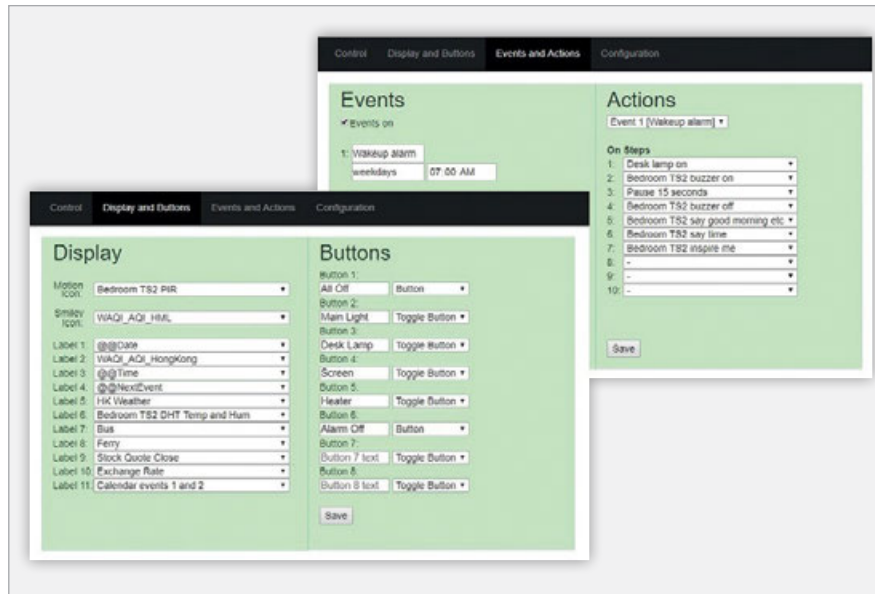 Control Display and Buttons Events and Actions Configuration
Events
Events on
1: Wakeup alarm
weekdays 07:00 AM
Actions
Event 1 [Wakeup alarm]
On Steps
1: Desk lamp on
2: Bedroom TS2 buzzer on
3: Pause 15 seconds
4: Bedroom TS2 buzzer off
5: Bedroom TS2 say good morning etc
6: Bedroom TS2 say time
7: Bedroom TS2 inspire me
8: -
9: -
10: -
Save
Control Display and Buttons Events and Actions Configuration
Display
Motion Icon: Bedroom TS2 PIR
Smiley Icon: WAQI_AQI_HML
Label 1: @@Date
Label 2: WAQI_AQI_HongKong
Label 3: @@Time
Label 4: @@NextEvent
Label 5: HK Weather
Label 6: Bedroom TS2 DHT Temp and Hum
Label 7: Bus
Label 8: Ferry
Label 9: Stock Quote Close
Label 10: Exchange Rate
Label 11: Calendar events 1 and 2
Buttons
Button 1:
All Off Button
Button 2:
Main Light Toggle Button
Button 3:
Desk Lamp Toggle Button
Button 4:
Screen Toggle Button
Button 5:
Heater Toggle Button
Button 6:
Alarm Off Button
Button 7:
Button 7 text Toggle Button
Button 8:
Button 8 text Toggle Button
Save